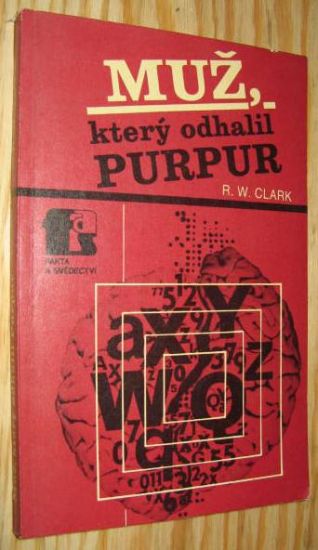 MUŽ,
který odhalil
PURPUR
R. W. CLARK
FAKTA
A SVĚDECTVÍ